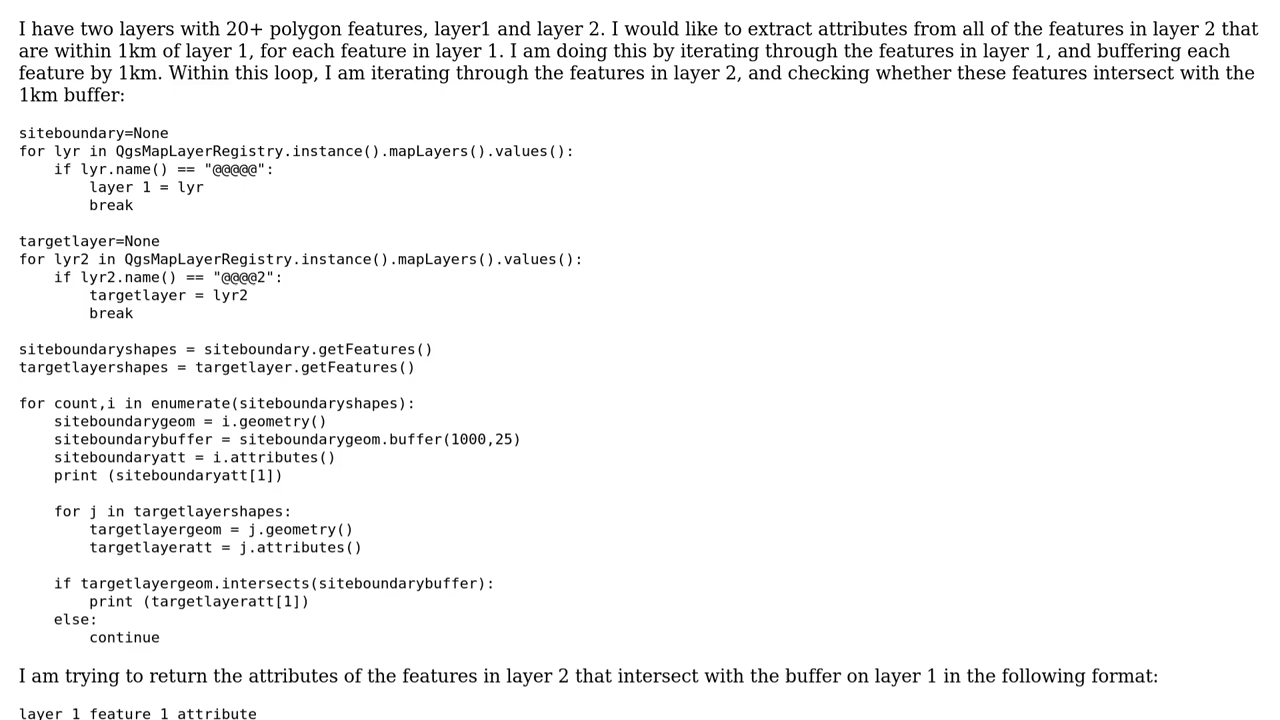 I have two layers with 20+ polygon features, layer1 and layer 2. I would like to extract attributes from all of the features in layer 2 that
are within 1km of layer 1, for each feature in layer 1. I am doing this by iterating through the features in layer 1, and buffering each
feature by 1km. Within this loop, I am iterating through the features in layer 2, and checking whether these features intersect with the
1km buffer:
siteboundary=None
for lyr in QgsMapLayerRegistry.instance().mapLayers().values():
    if lyr.name() == "@@@@@":
        layer 1 = lyr
        break
targetlayer=None
for lyr2 in QgsMapLayerRegistry.instance().mapLayers().values():
    if lyr2.name() == "@@@@2":
        targetlayer = lyr2
        break
siteboundaryshapes = siteboundary.getFeatures()
targetlayershapes = targetlayer.getFeatures()
for count,i in enumerate(siteboundaryshapes):
    siteboundarygeom = i.geometry()
    siteboundarybuffer = siteboundarygeom.buffer(1000,25)
    siteboundaryatt = i.attributes()
    print (siteboundaryatt[1])
    for j in targetlayershapes:
        targetlayergeom = j.geometry()
        targetlayeratt = j.attributes()
    if targetlayergeom.intersects(siteboundarybuffer):
        print (targetlayeratt[1])
    else:
        continue
I am trying to return the attributes of the features in layer 2 that intersect with the buffer on layer 1 in the following format:
layer 1 feature 1 attribute